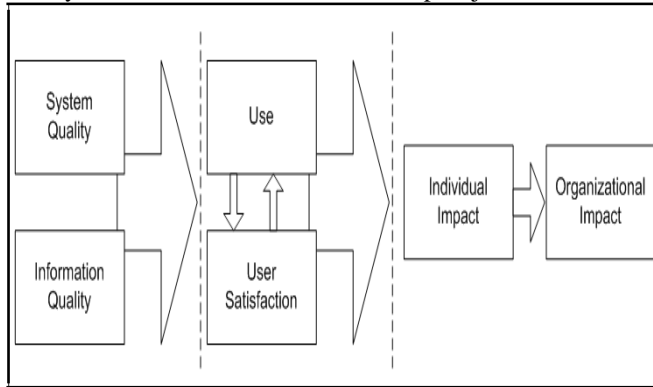 System
Quality
Use
Individual
Impact
Organizational
Impact
Information
Quality
User
Satisfaction